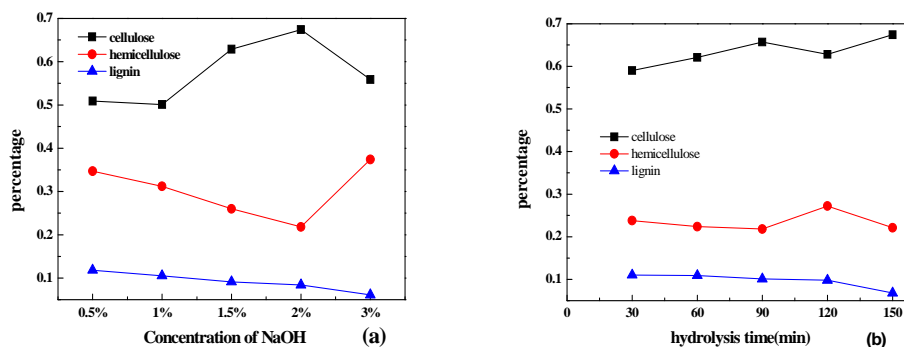 0.7
0.6
0.5
0.4
0.3
0.2
0.1
percentage
cellulose
hemicellulose
lignin
0.5% 1% 1.5% 2% 3%
Concentration of NaOH (a)
0.7
0.6
0.5
0.4
0.3
0.2
0.1
percentage
cellulose
hemicellulose
lignin
0 30 60 90 120 150
hydrolysis time(min) (b)